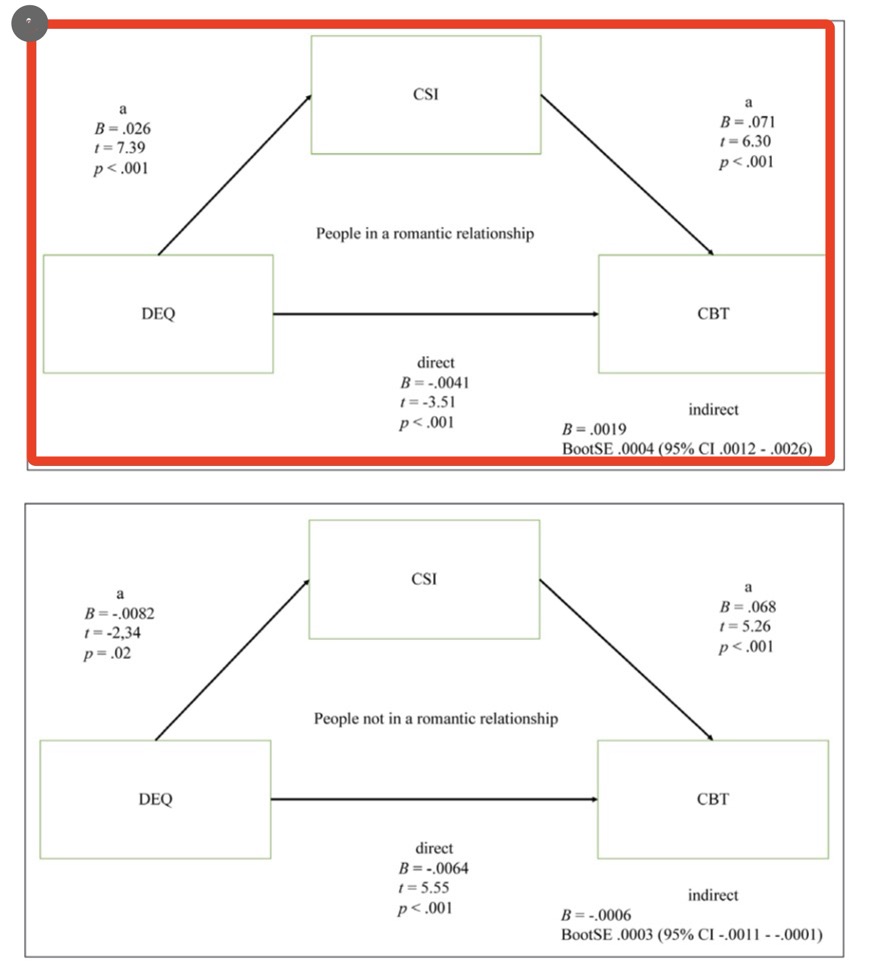 ?
CSI
a
B = .026
t = 7.39
p < .001
a
B = .071
t = 6.30
p < .001
People in a romantic relationship
DEQ
CBT
direct
B = -.0041
t = -3.51
p < .001
indirect
B = .0019
BootSE .0004 (95% CI .0012 - .0026)
CSI
a
B = -.0082
t = -2,34
p = .02
a
B = .068
t = 5.26
p < .001
People not in a romantic relationship
DEQ
CBT
direct
B = -.0064
t = 5.55
p < .001
indirect
B = -.0006
BootSE .0003 (95% CI -.0011 - -.0001)